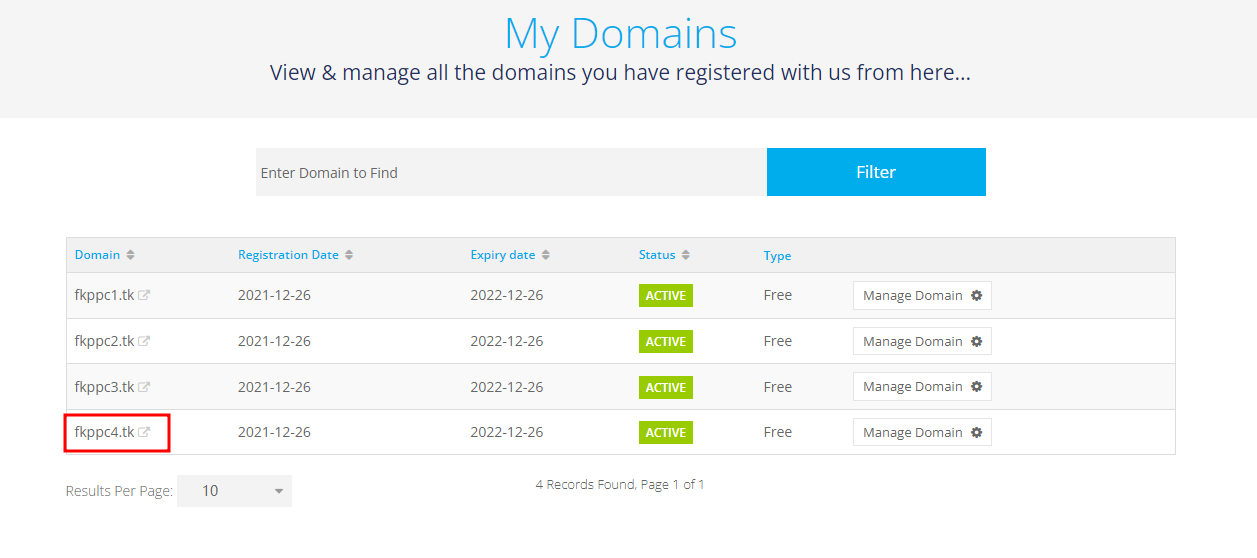 My Domains
View & manage all the domains you have registered with us from here...
Enter Domain to Find Filter
Domain Registration Date Expiry date Status Type
fkppc1.tk 2021-12-26 2022-12-26 ACTIVE Free Manage Domain
fkppc2.tk 2021-12-26 2022-12-26 ACTIVE Free Manage Domain
fkppc3.tk 2021-12-26 2022-12-26 ACTIVE Free Manage Domain
fkppc4.tk 2021-12-26 2022-12-26 ACTIVE Free Manage Domain
Results Per Page: 10 4 Records Found, Page 1 of 1